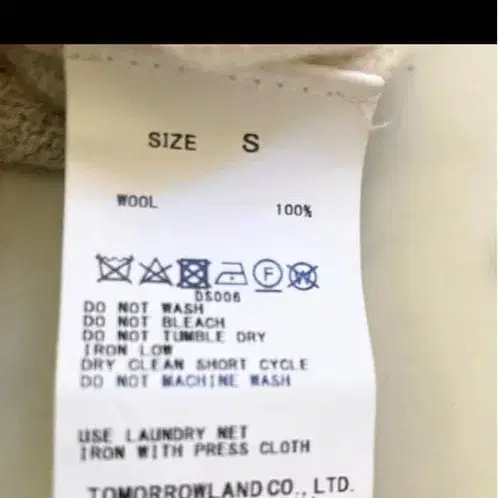 SIZE S
WOOL 100%
F W
DS006
DO NOT WASH
DO NOT BLEACH
DO NOT TUMBLE DRY
IRON LOW
DRY CLEAN SHORT CYCLE
DO NOT MACHINE WASH
USE LAUNDRY NET
IRON WITH PRESS CLOTH
TOMORROWLAND CO., LTD.